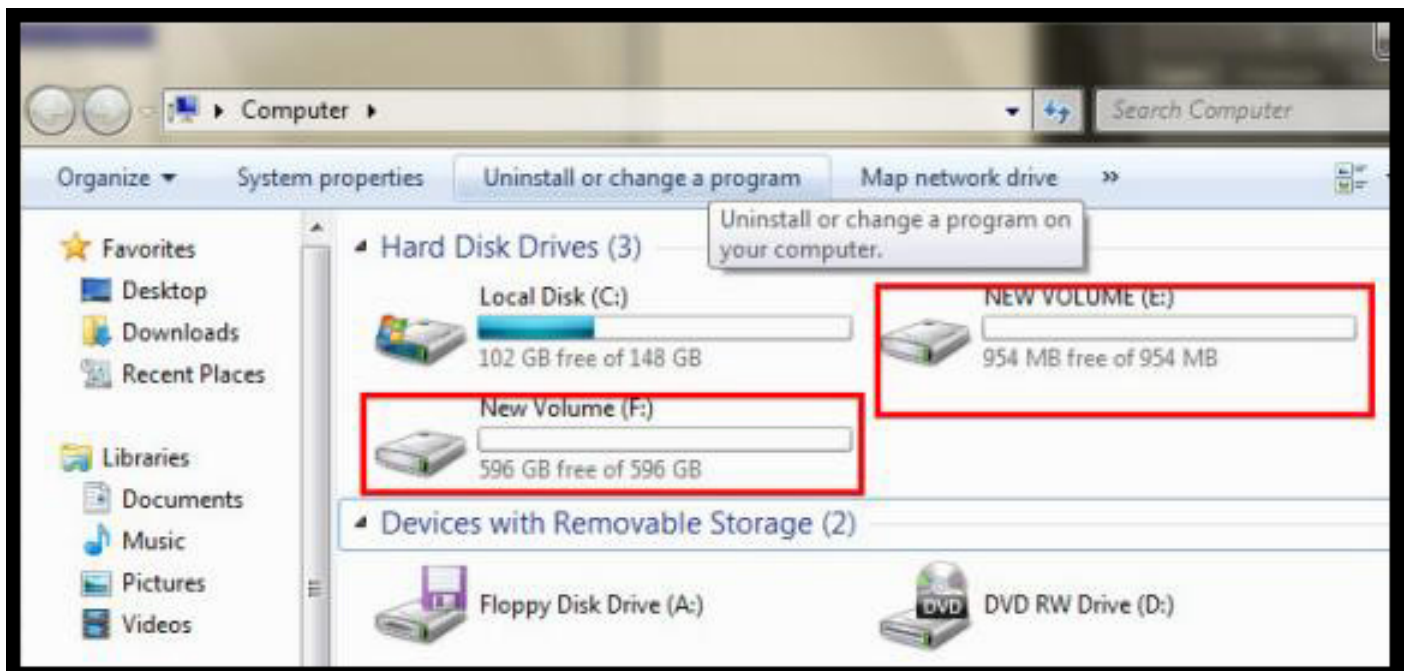 Computer
Search Computer
Organize System properties Uninstall or change a program Map network drive »
Uninstall or change a program on
your computer.
Favorites
Desktop
Downloads
Recent Places
Libraries
Documents
Music
Pictures
Videos
Hard Disk Drives (3)
Local Disk (C:)
102 GB free of 148 GB
NEW VOLUME (E:)
954 MB free of 954 MB
New Volume (F:)
596 GB free of 596 GB
Devices with Removable Storage (2)
Floppy Disk Drive (A:)
DVD
DVD RW Drive (D:)